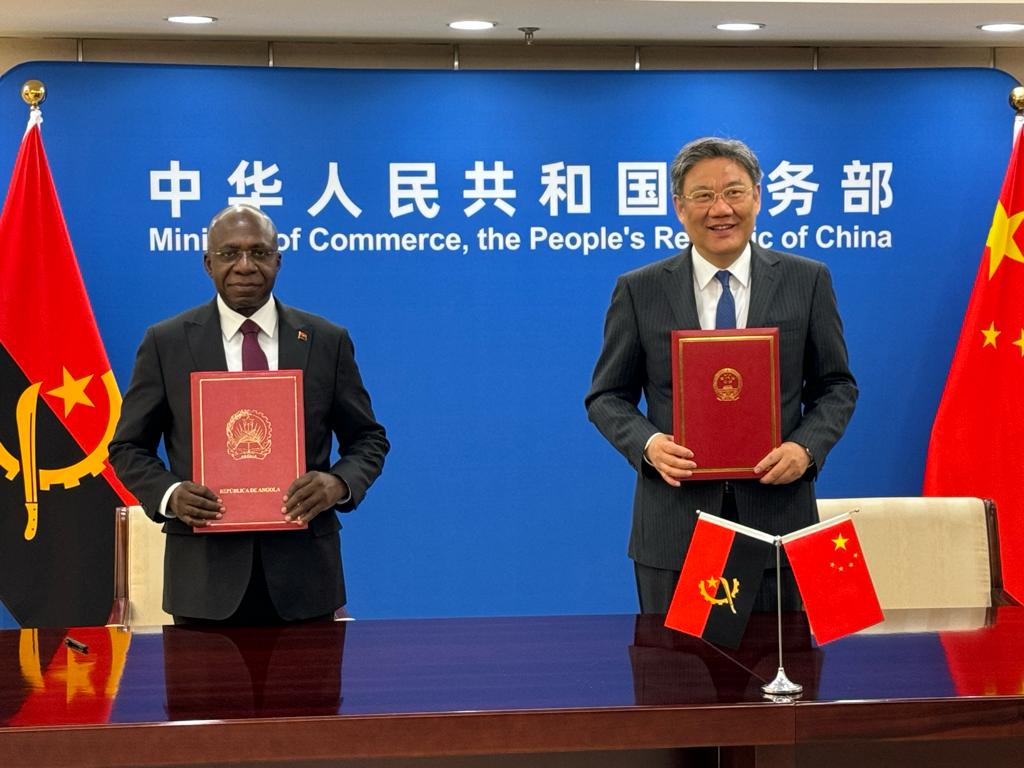 中华人民共和国 务部
Mini of Commerce, the People's Re ic of China
REPÚBLICA DE ANGOLA